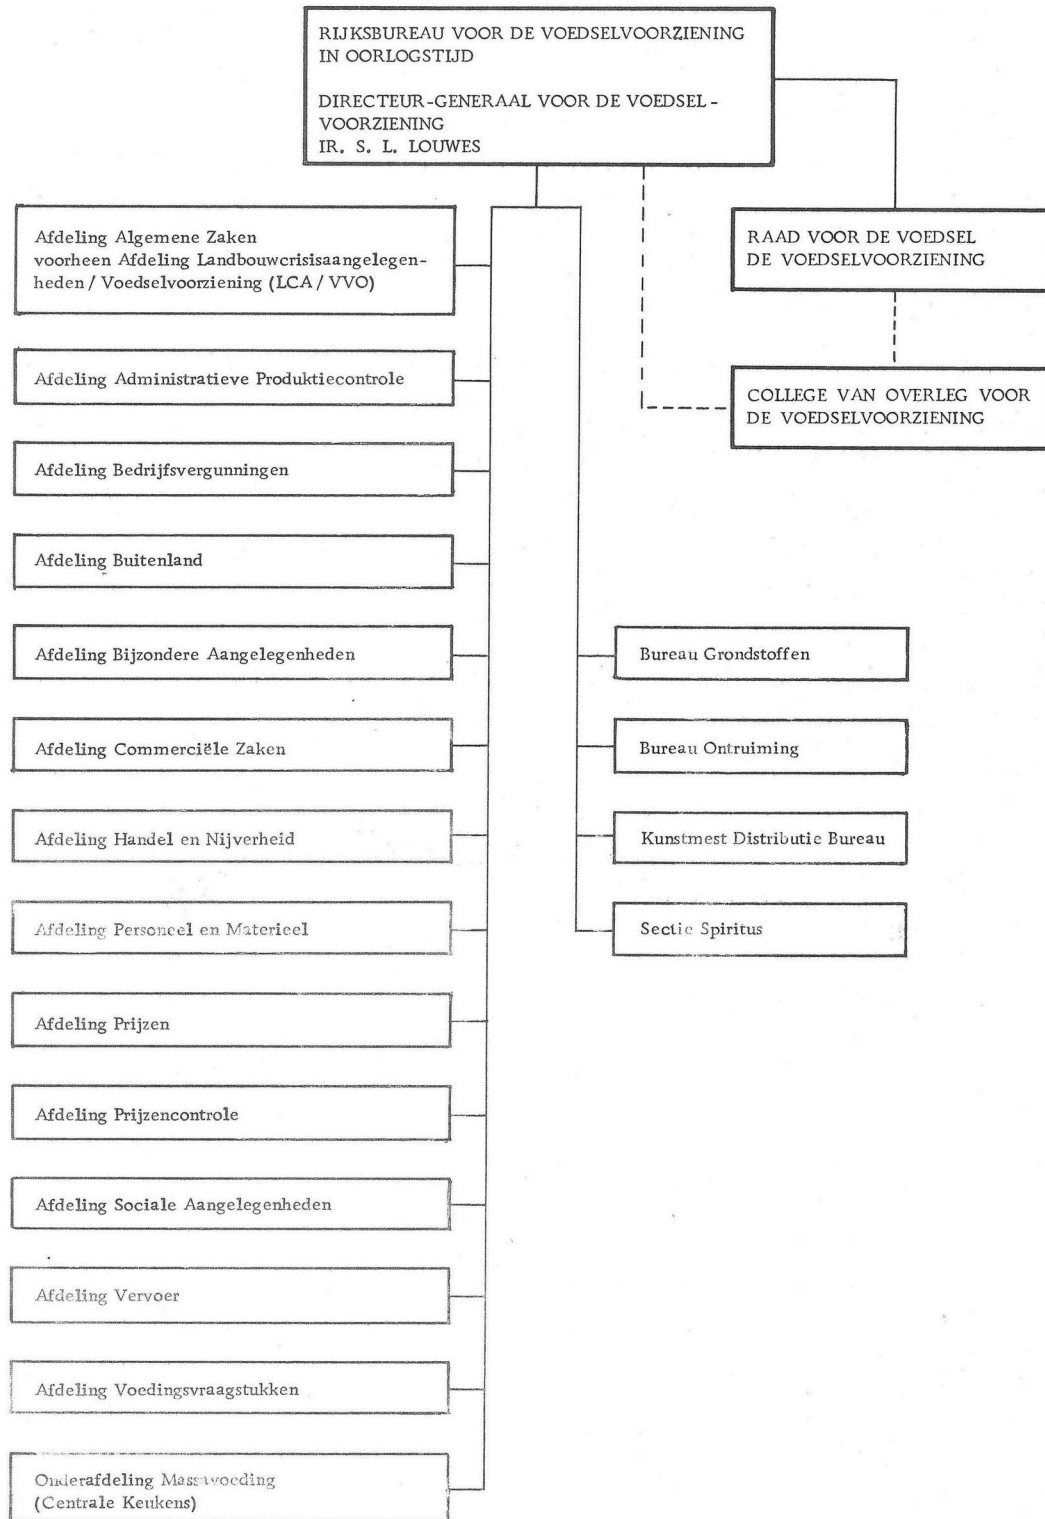 RIJKSBUREAU VOOR DE VOEDSELVOORZIENING
IN OORLOGSTIJD
DIRECTEUR-GENERAAL VOOR DE VOEDSEL-
VOORZIENING
IR. S. L. LOUWES
RAAD VOOR DE VOEDSEL
DE VOEDSELVOORZIENING
COLLEGE VAN OVERLEG VOOR
DE VOEDSELVOORZIENING
Afdeling Algemene Zaken
voorheen Afdeling Landbouwcrisisaangelegen-
heden / Voedselvoorziening (LCA / VVO)
Afdeling Administratieve Produktiecontrole
Afdeling Bedrijfsvergunningen
Afdeling Buitenland
Afdeling Bijzondere Aangelegenheden
Afdeling Commerciële Zaken
Afdeling Handel en Nijverheid
Afdeling Personeel en Materieel
Afdeling Prijzen
Afdeling Prijzencontrole
Afdeling Sociale Aangelegenheden
Afdeling Vervoer
Afdeling Voedingsvraagstukken
Onderafdeling Massavoeding
(Centrale Keukens)
Bureau Grondstoffen
Bureau Ontruiming
Kunstmest Distributie Bureau
Sectie Spiritus